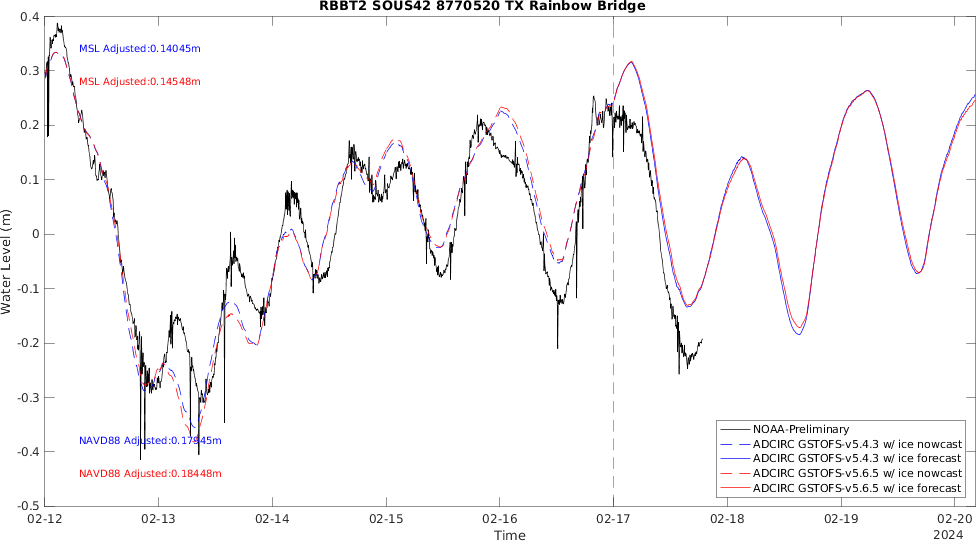 RBBT2 SOUS42 8770520 TX Rainbow Bridge
MSL Adjusted:0.14045m
MSL Adjusted:0.14548m
NAVD88 Adjusted:0.17945m
NAVD88 Adjusted:0.18448m
Water Level (m)
0.4
0.3
0.2
0.1
0
-0.1
-0.2
-0.3
-0.4
-0.5
02-12 02-13 02-14 02-15 02-16 02-17 02-18 02-19 02-20
Time
2024
NOAA-Preliminary
ADCIRC GSTOFS-v5.4.3 w/ ice nowcast
ADCIRC GSTOFS-v5.4.3 w/ ice forecast
ADCIRC GSTOFS-v5.6.5 w/ ice nowcast
ADCIRC GSTOFS-v5.6.5 w/ ice forecast